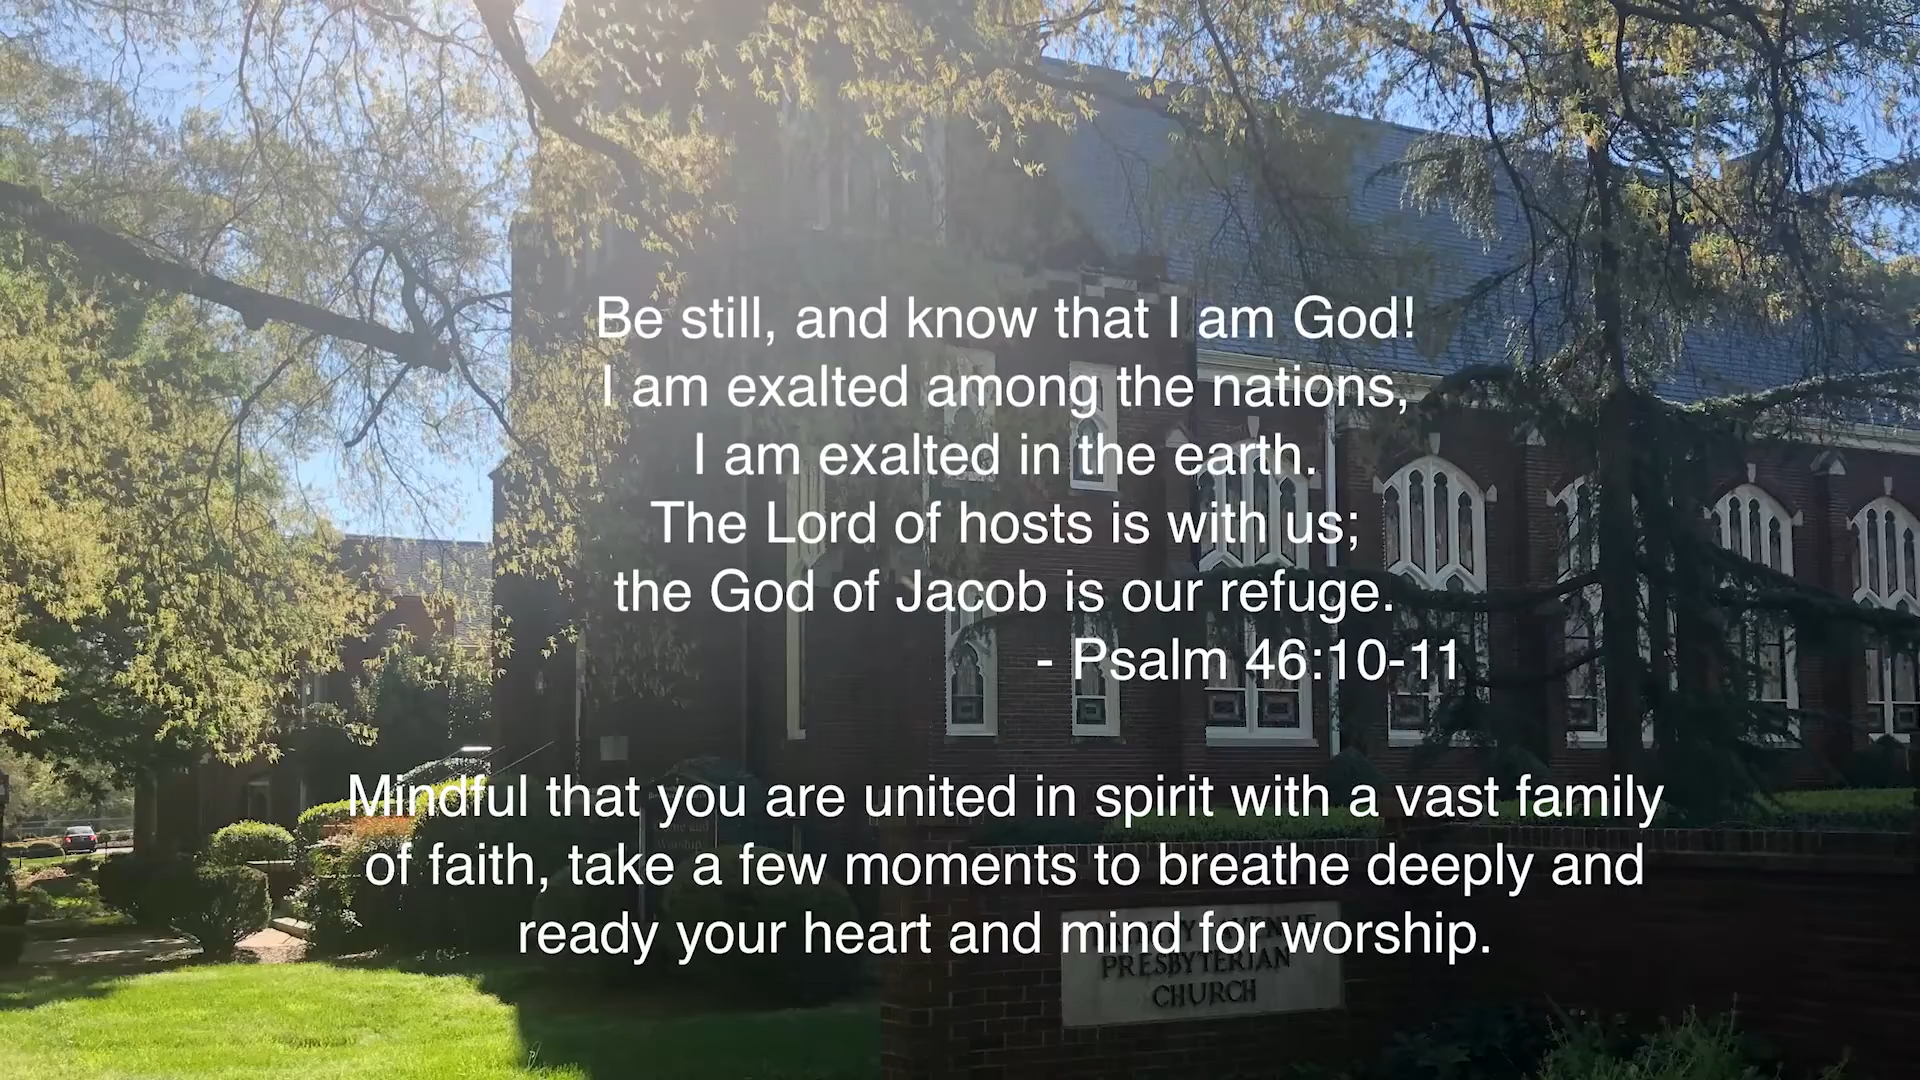 Be still, and know that I am God!
I am exalted among the nations,
I am exalted in the earth.
The Lord of hosts is with us;
the God of Jacob is our refuge.
- Psalm 46:10-11
Mindful that you are united in spirit with a vast family
of faith, take a few moments to breathe deeply and
ready your heart and mind for worship.
PRESBYTERIAN
CHURCH